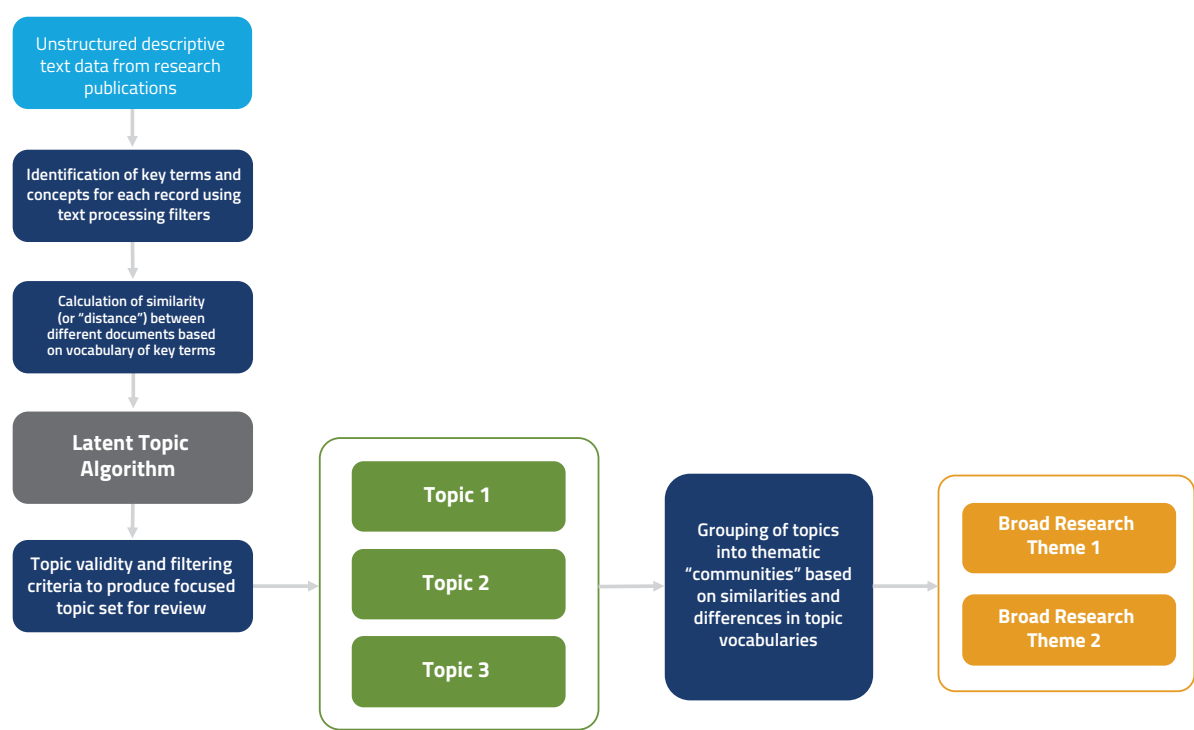 Unstructured descriptive
text data from research
publications
Identification of key terms and
concepts for each record using
text processing filters
Calculation of similarity
(or “distance”) between
different documents based
on vocabulary of key terms
Latent Topic
Algorithm
Topic validity and filtering
criteria to produce focused
topic set for review
Topic 1
Topic 2
Topic 3
Grouping of topics
into thematic
“communities” based
on similarities and
differences in topic
vocabularies
Broad Research
Theme 1
Broad Research
Theme 2